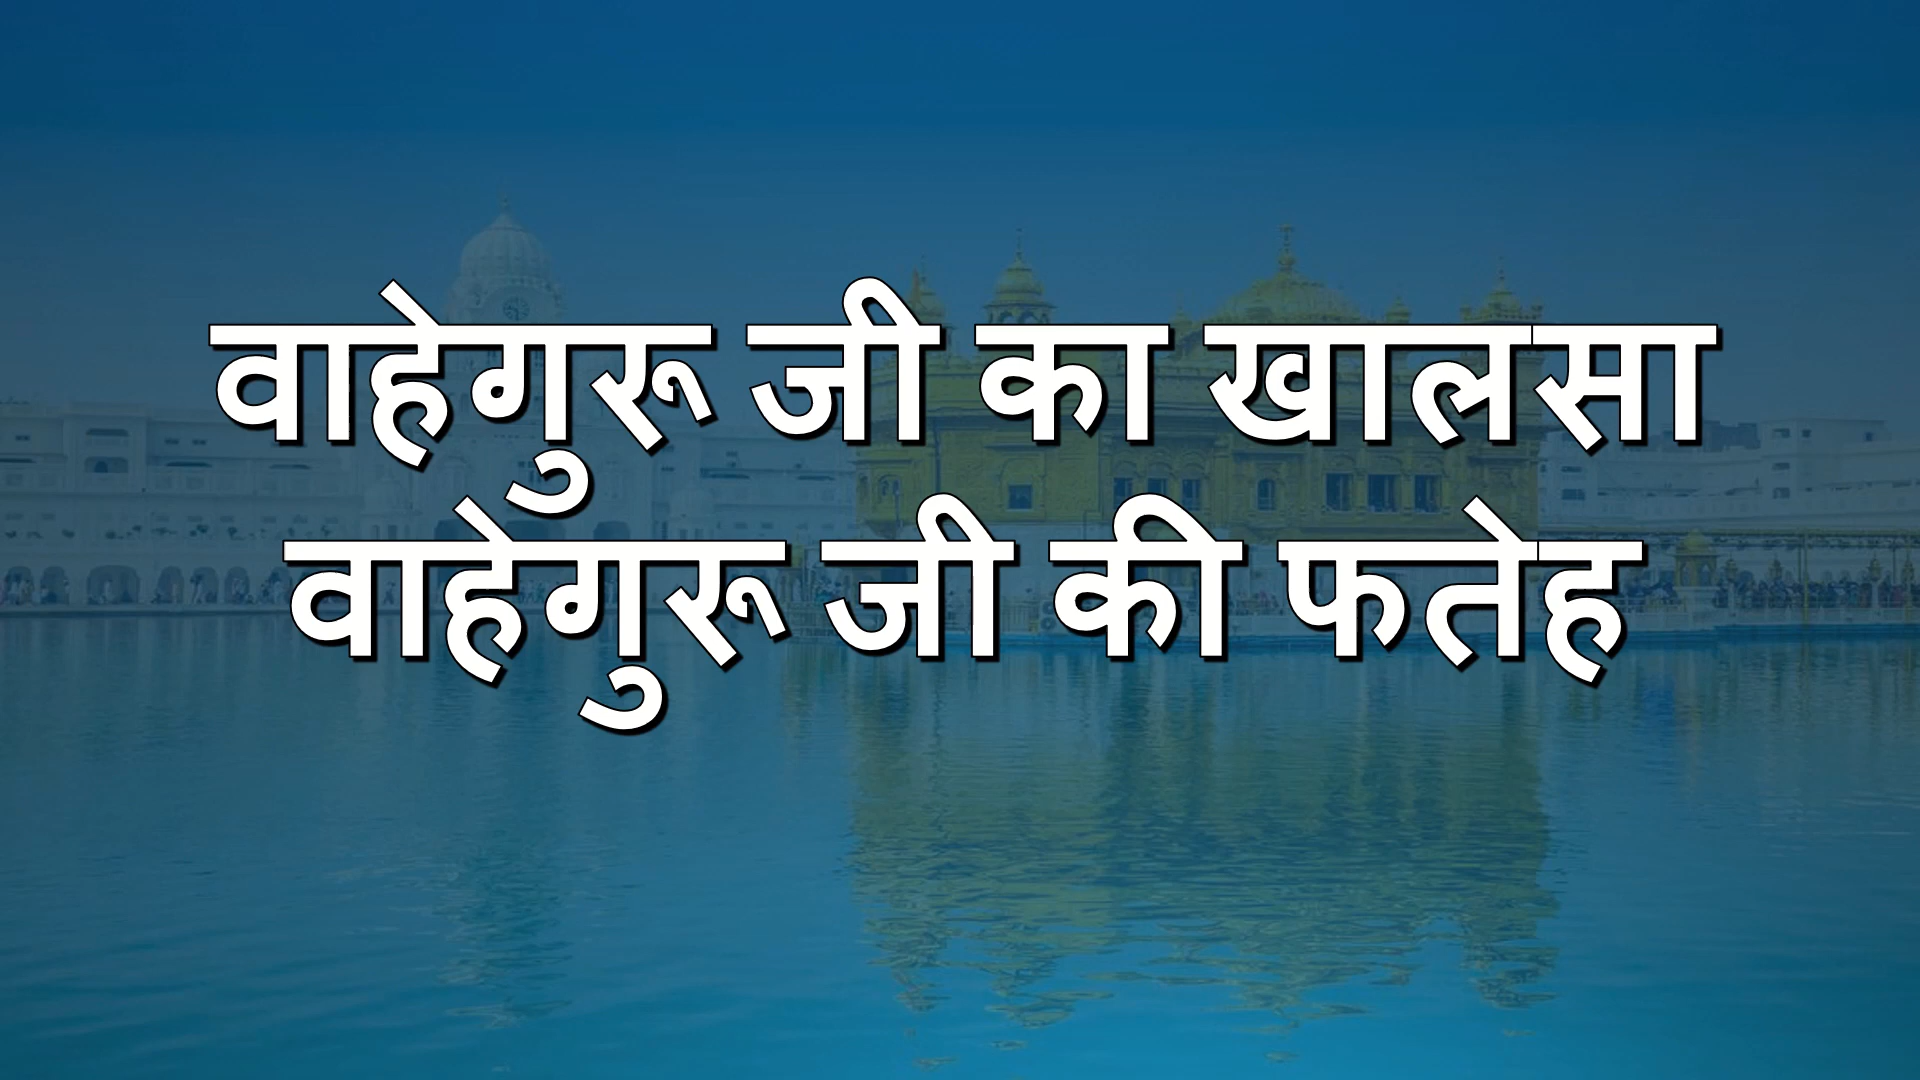 वाहेगुरू जी का खालसा
वाहेगुरू जी की फतेह